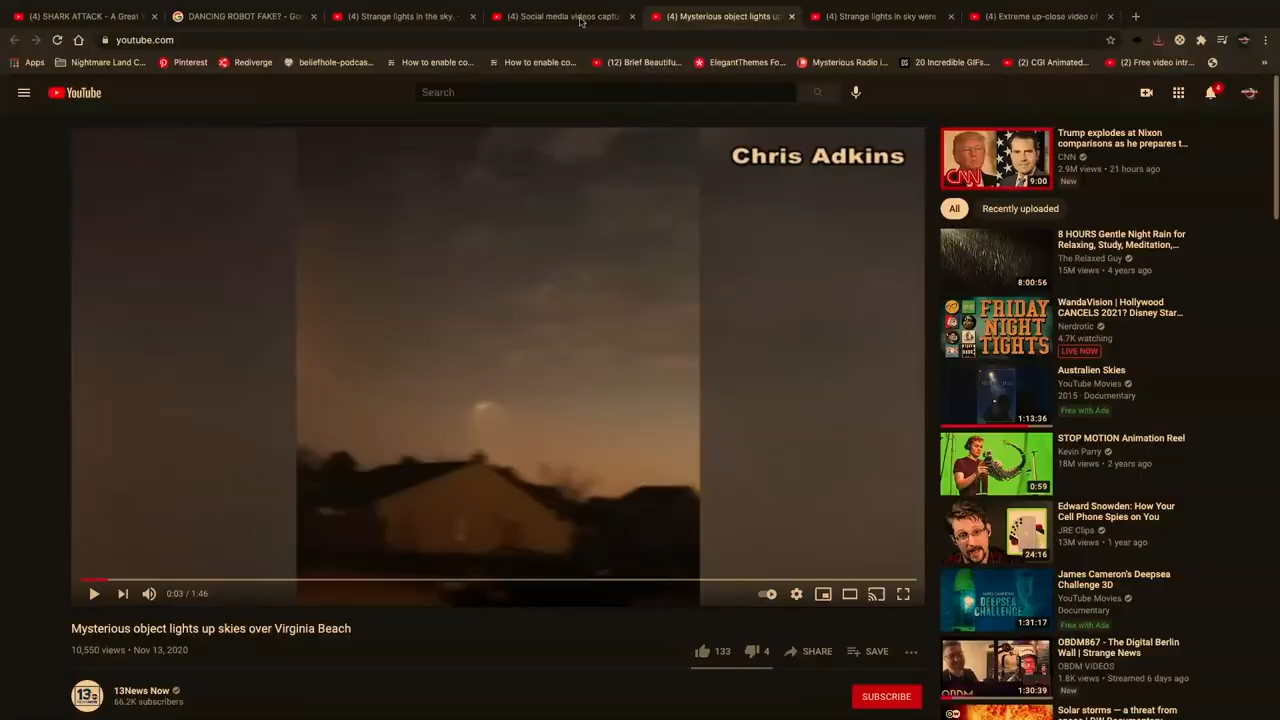 (4) SHARK ATTACK - A Great
DANCING ROBOT FAKE? - Go
(4) Strange lights in the sky. -
(4) Social media videos captu
(4) Mysterious object lights up
(4) Strange lights in sky were
(4) Extreme up-close video of
youtube.com
Apps
Nightmare Land C...
Pinterest
Rediverge
beliefhole-podcas...
How to enable co...
How to enable co...
(12) Brief Beautifu...
ElegantThemes Fo...
Mysterious Radio i...
20 Incredible GIFs...
(2) CGI Animated...
(2) Free video intr...
YouTube
Search
4
Chris Adkins
0:03 / 1:46
Mysterious object lights up skies over Virginia Beach
10,550 views • Nov 13, 2020
133
4
SHARE
SAVE
13News Now
66.2K subscribers
SUBSCRIBE
CNN
9:00
Trump explodes at Nixon
comparisons as he prepares t...
CNN
2.9M views • 21 hours ago
New
All
Recently uploaded
8:00:56
8 HOURS Gentle Night Rain for
Relaxing, Study, Meditation,...
The Relaxed Guy
15M views • 4 years ago
FRIDAY
NIGHT
TIGHTS
WandaVision | Hollywood
CANCELS 2021? Disney Star...
Nerdrotic
4.7K watching
LIVE NOW
1:13:36
Australien Skies
YouTube Movies
2015 · Documentary
Free with Ads
0:59
STOP MOTION Animation Reel
Kevin Parry
18M views • 2 years ago
24:16
Edward Snowden: How Your
Cell Phone Spies on You
JRE Clips
13M views • 1 year ago
DEEPSEA
CHALLENGE
1:31:17
James Cameron's Deepsea
Challenge 3D
YouTube Movies
Documentary
Free with Ads
OBDM
1:30:39
OBDM867 - The Digital Berlin
Wall | Strange News
OBDM VIDEOS
1.8K views • Streamed 6 days ago
New
Solar storms — a threat from